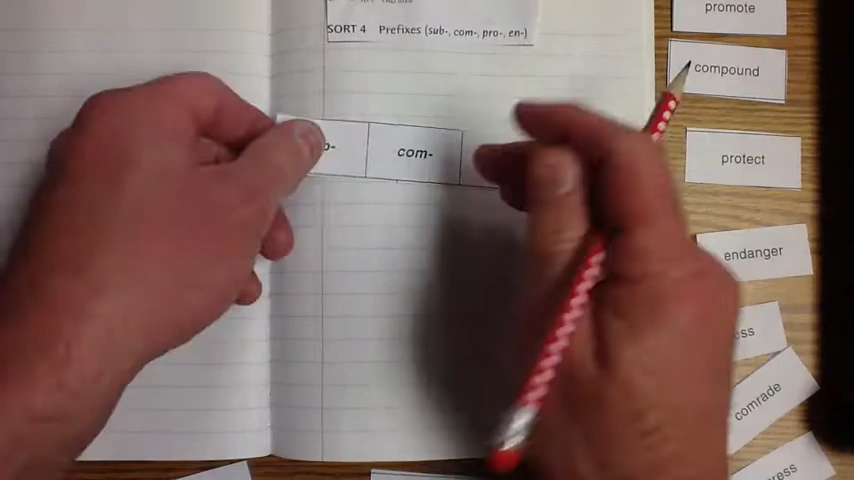 SORT 4 Prefixes (sub-, com-, pro-, en-)
com-
promote
compound
protect
endanger
comrade